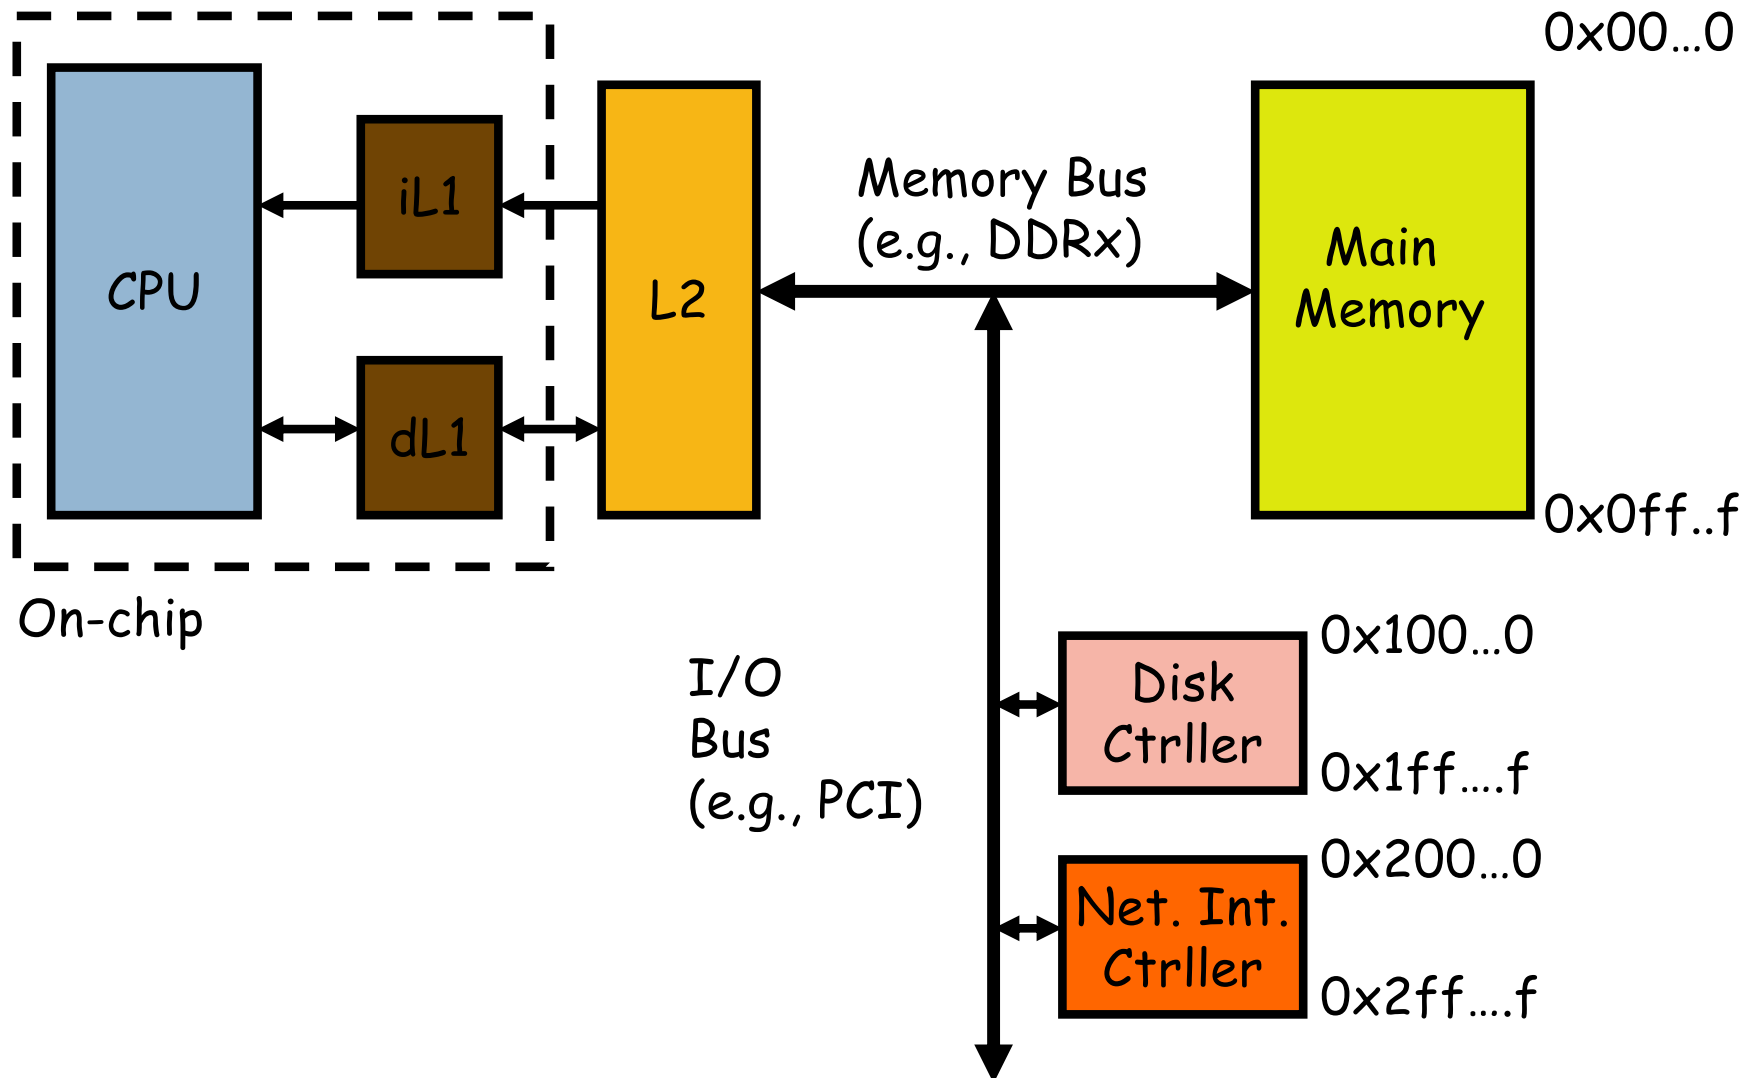 0x00...0
iL1
Memory Bus
(e.g., DDRx)
CPU
L2
Main
Memory
dL1
0x0ff..f
On-chip
I/O
Bus
(e.g., PCI)
0x100...0
Disk
Ctrller
0x1ff....f
0x200...0
Net. Int.
Ctrller
0x2ff....f